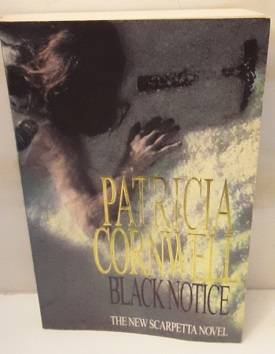 PATRICIA
CORNWELL
BLACK NOTICE
THE NEW SCARPETTA NOVEL